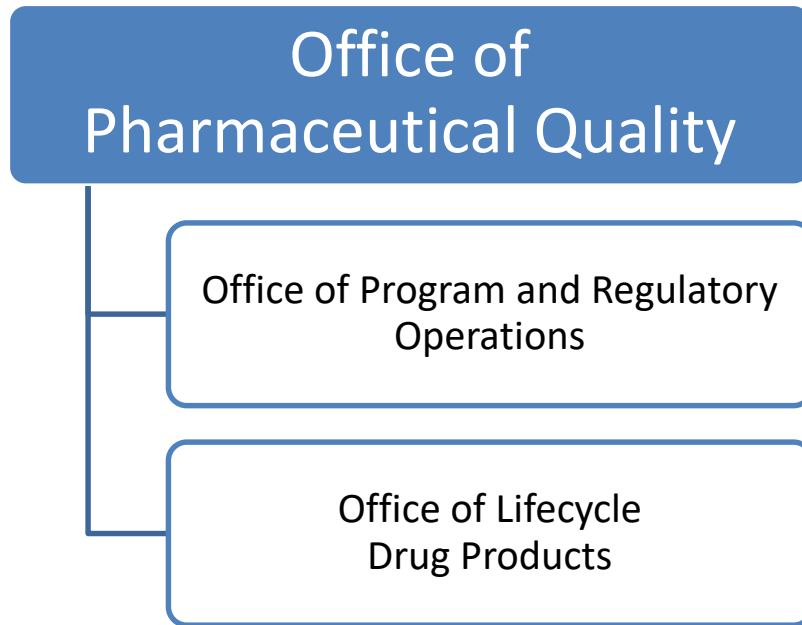 Office of
Pharmaceutical Quality
Office of Program and Regulatory
Operations
Office of Lifecycle
Drug Products